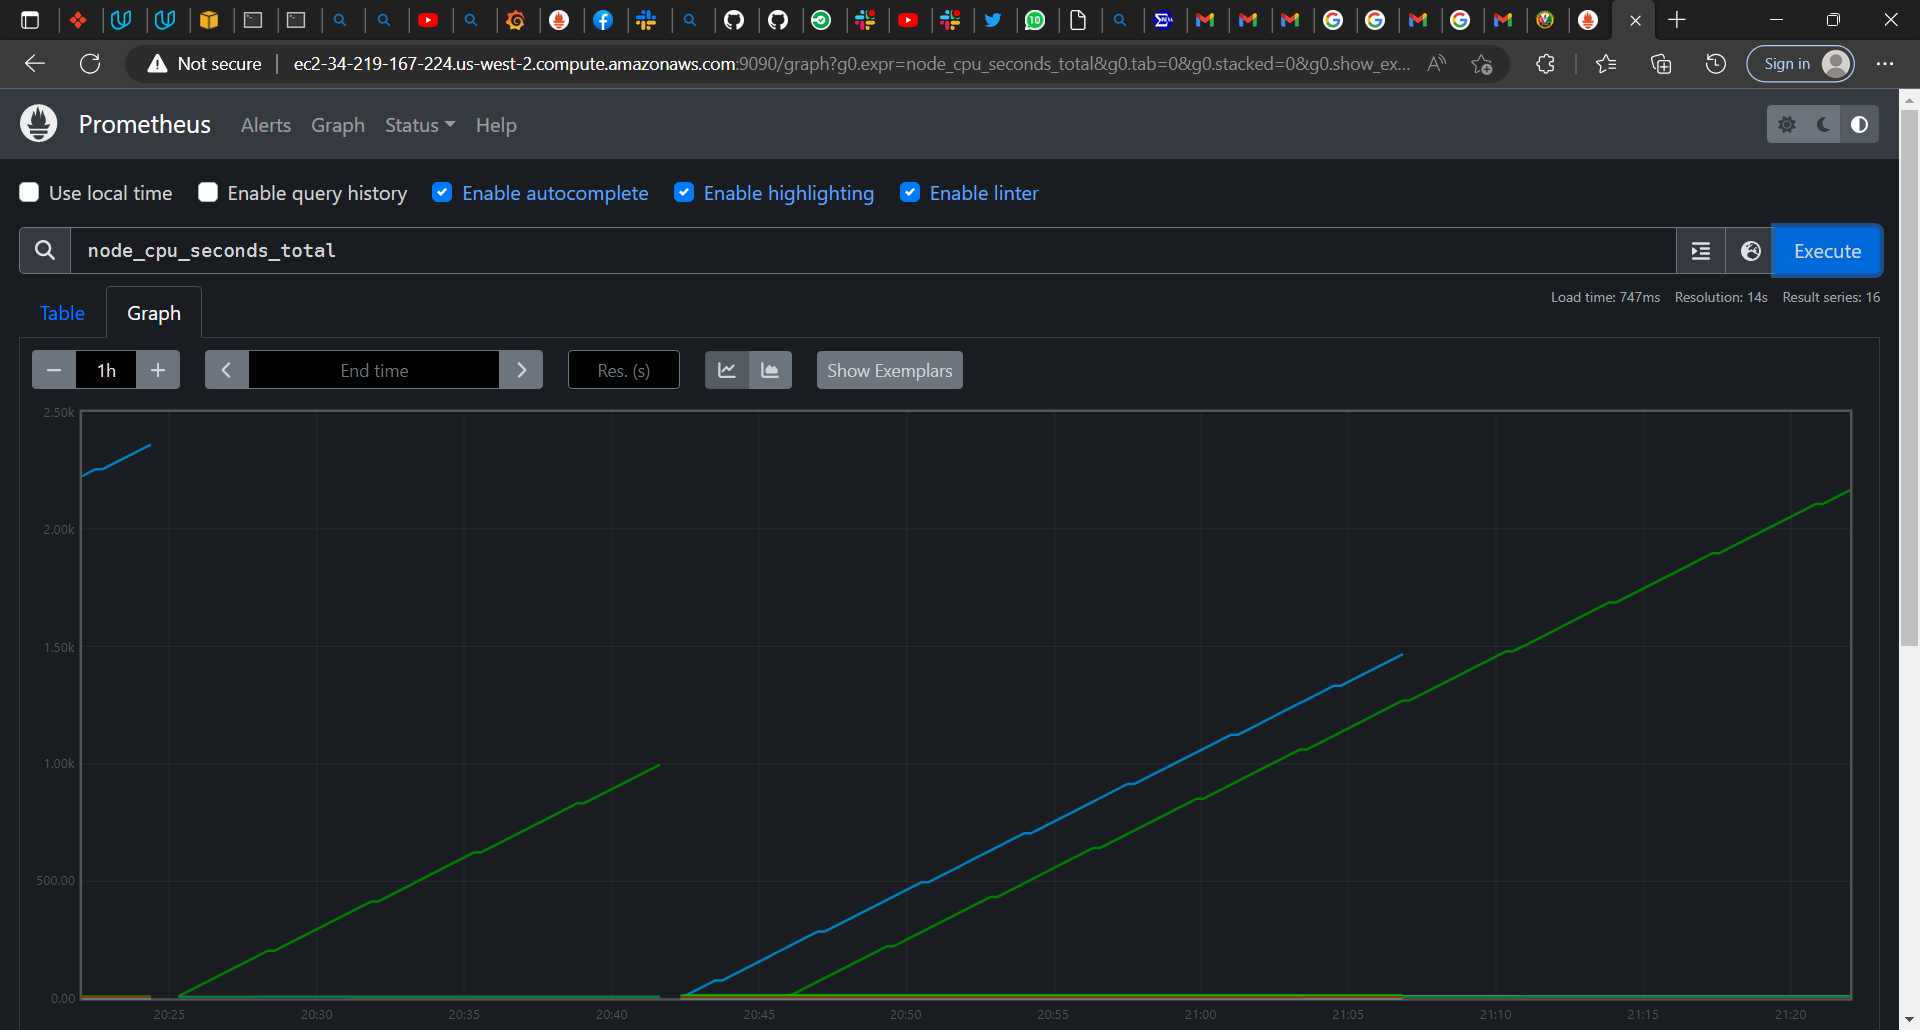 10
Not secure
ec2-34-219-167-224.us-west-2.compute.amazonaws.com:9090/graph?g0.expr=node_cpu_seconds_total&g0.tab=0&g0.stacked=0&g0.show_ex...
Sign in
Prometheus Alerts Graph Status Help
Use local time Enable query history Enable autocomplete Enable highlighting Enable linter
node_cpu_seconds_total Execute
Load time: 747ms Resolution: 14s Result series: 16
Table Graph
1h End time Res. (s) Show Exemplars
2.50k
2.00k
1.50k
1.00k
500.00
0.00
20:25 20:30 20:35 20:40 20:45 20:50 20:55 21:00 21:05 21:10 21:15 21:20